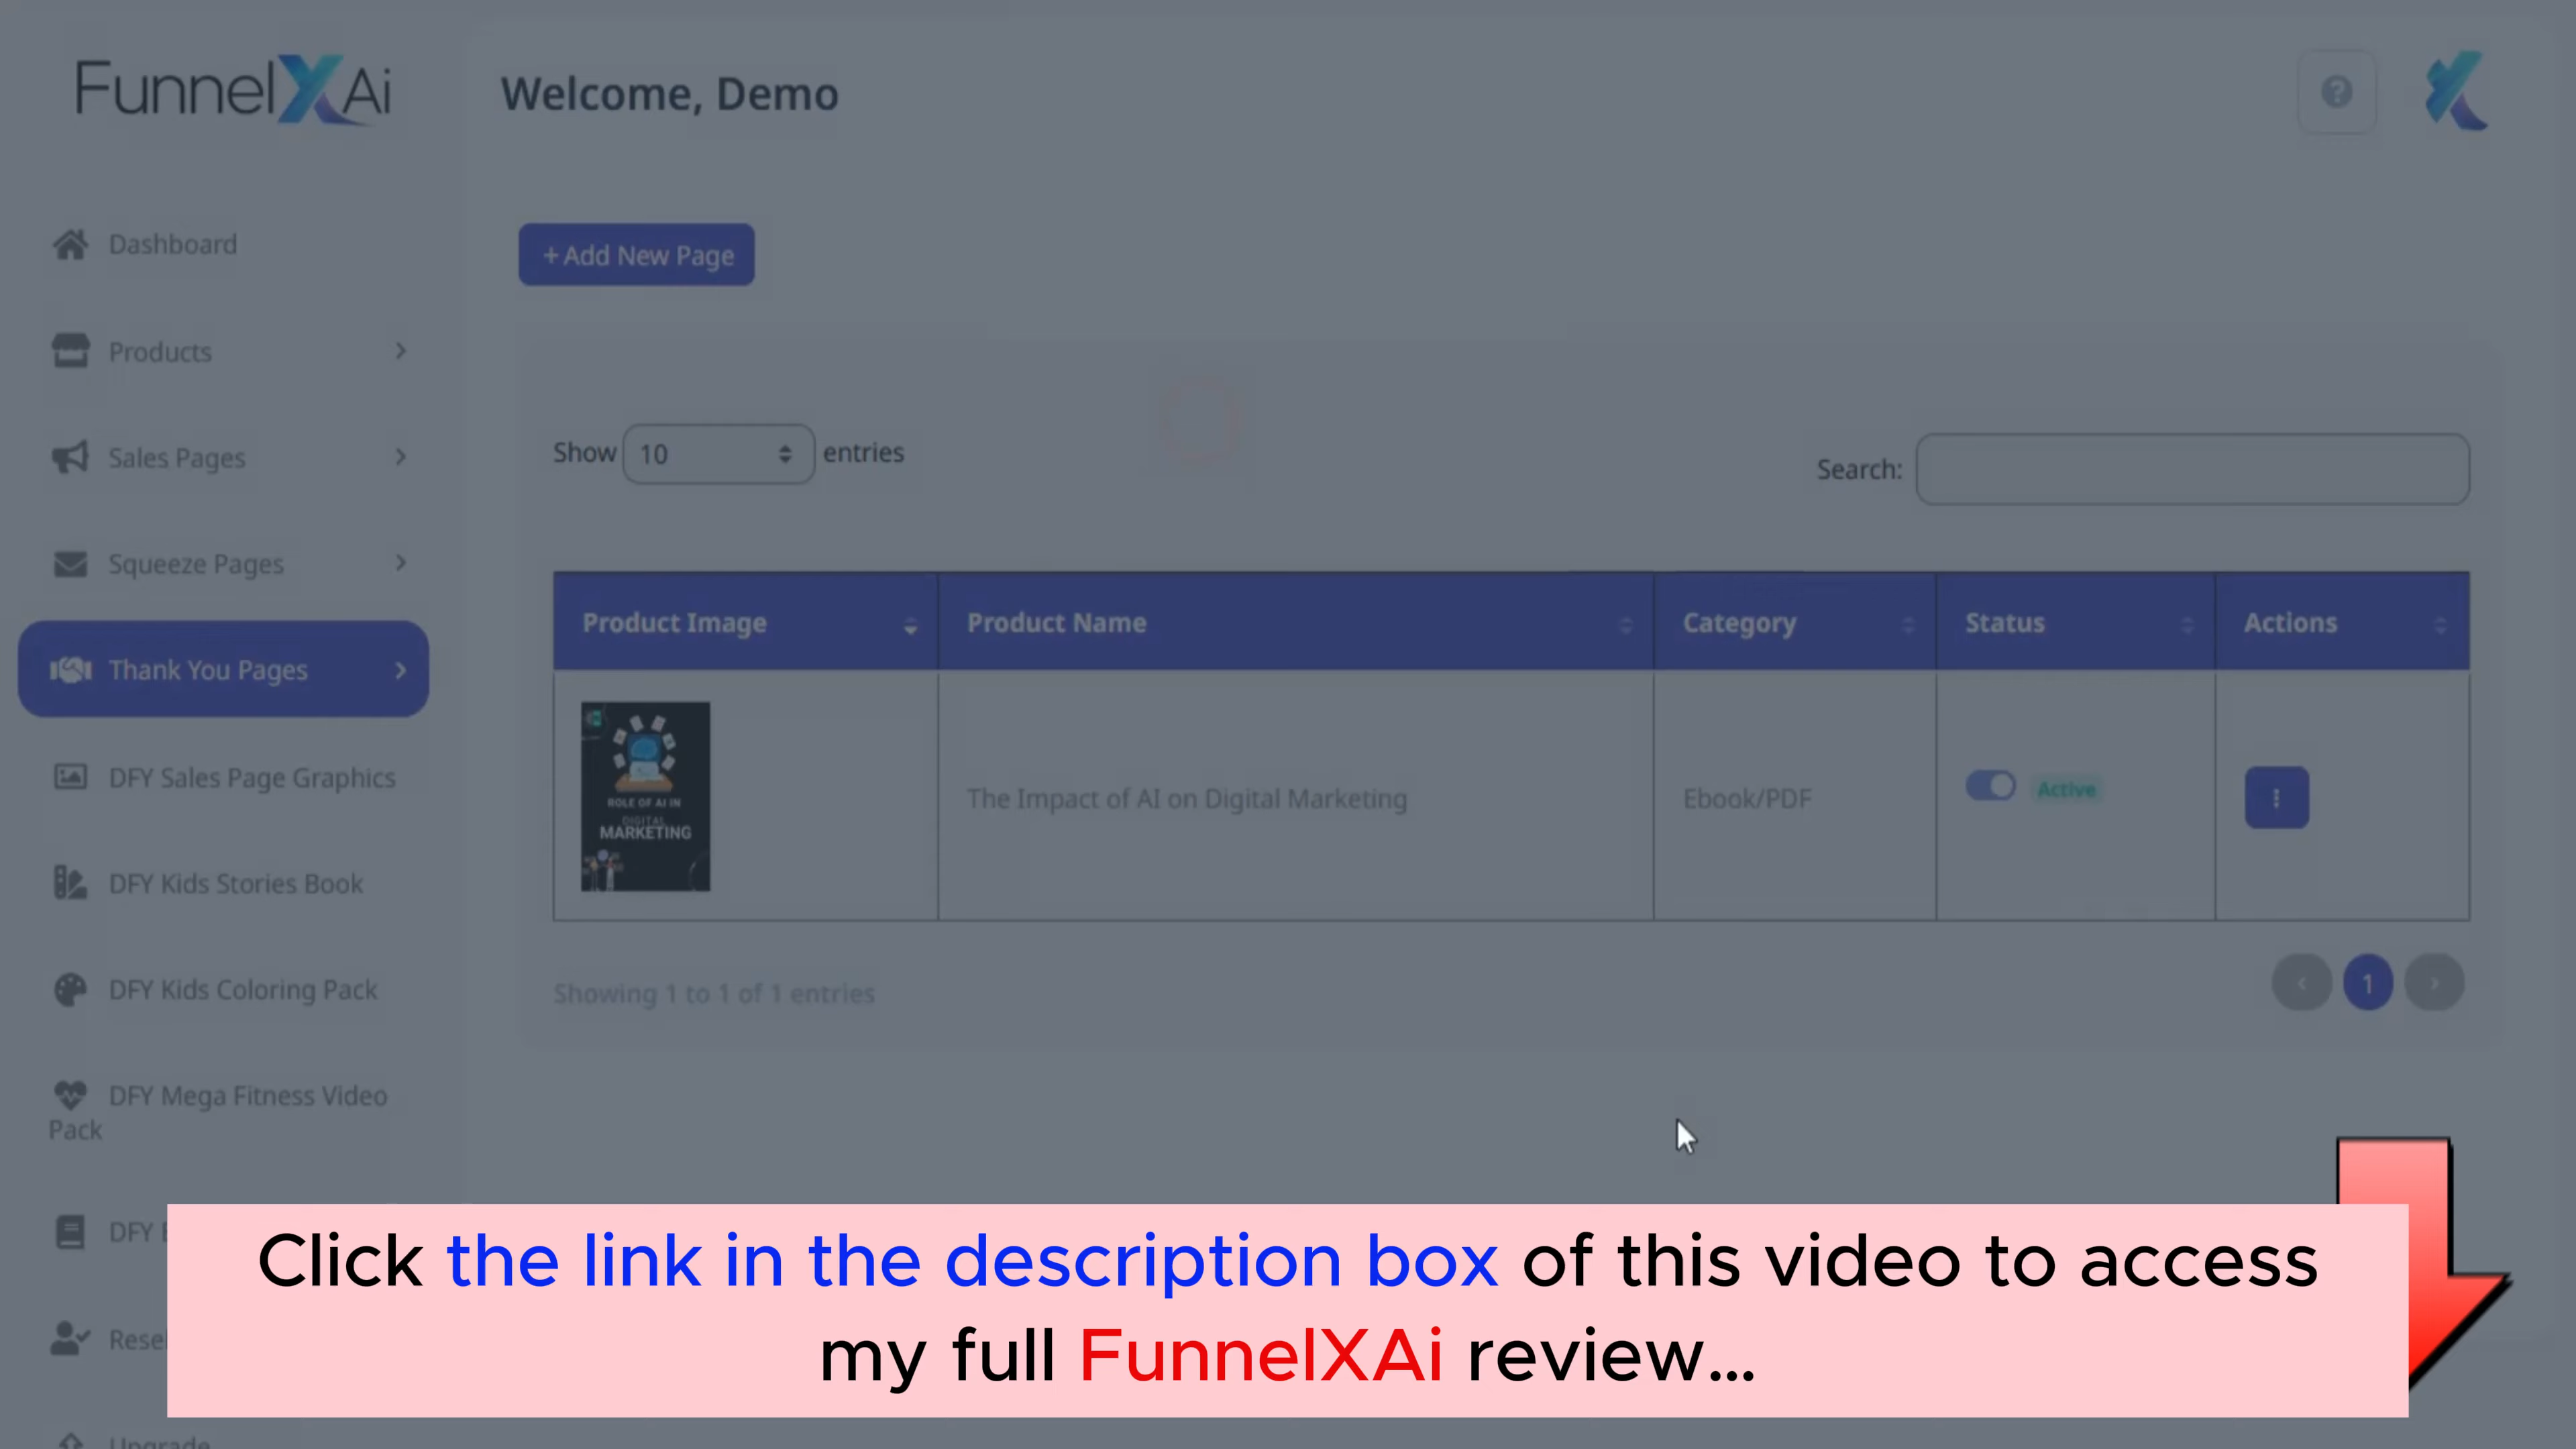 FunnelXAi
Welcome, Demo
Dashboard
+ Add New Page
Products
Sales Pages
Show 10 entries
Search:
Squeeze Pages
Product Image Product Name Category Status Actions
Thank You Pages
ROLE OF AI IN
DIGITAL
MARKETING
The Impact of AI on Digital Marketing Ebook/PDF Active
DFY Sales Page Graphics
DFY Kids Stories Book
DFY Kids Coloring Pack
Showing 1 to 1 of 1 entries
1
DFY Mega Fitness Video
Pack
DFY
Click the link in the description box of this video to access
my full FunnelXAi review...
Upgrade